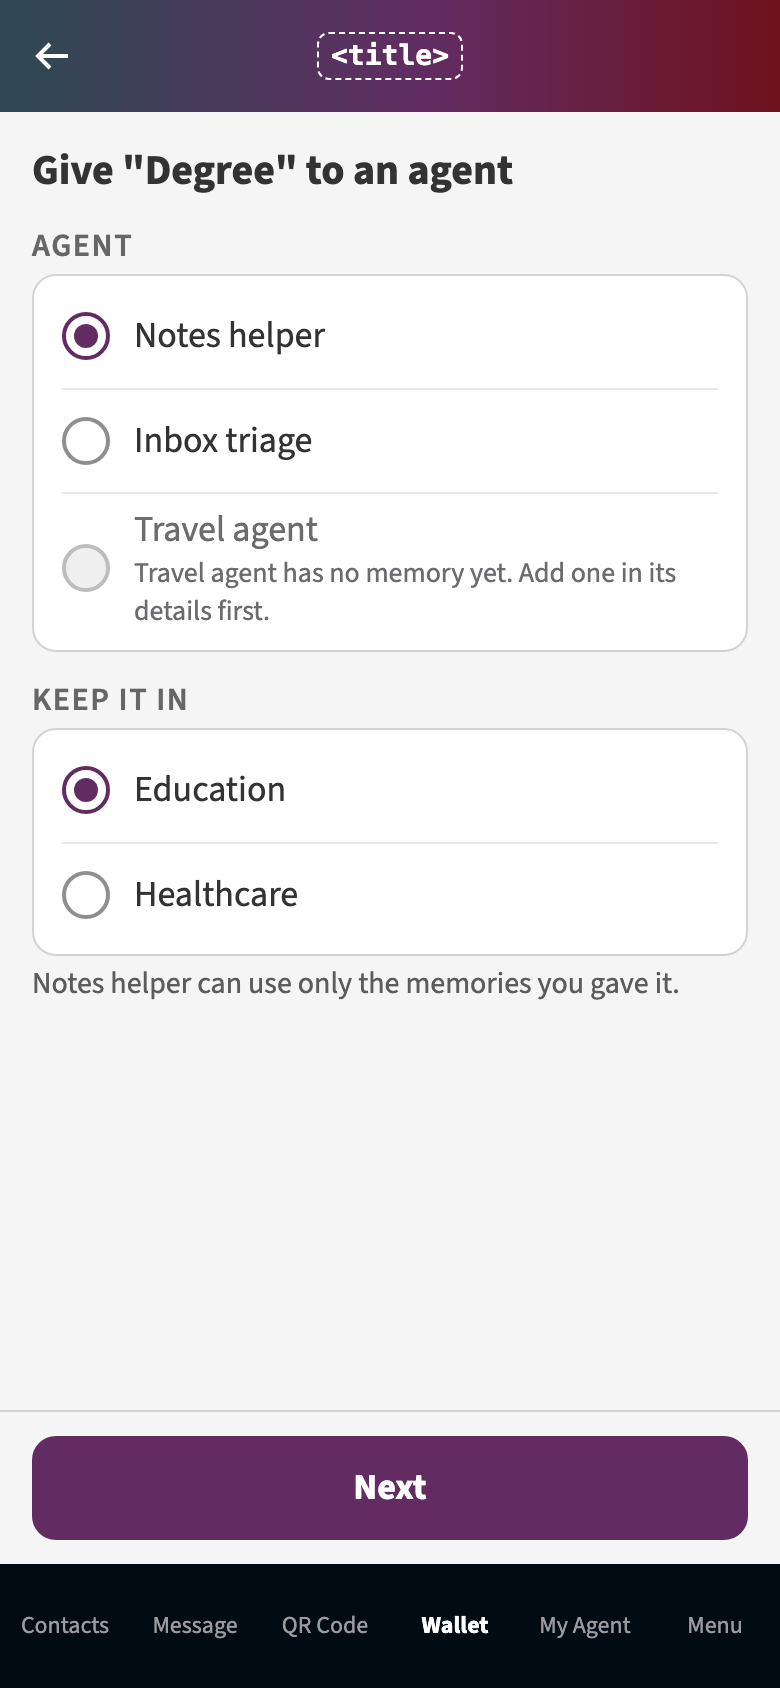 <title>
Give "Degree" to an agent
AGENT
Notes helper
Inbox triage
Travel agent
Travel agent has no memory yet. Add one in its
details first.
KEEP IT IN
Education
Healthcare
Notes helper can use only the memories you gave it.
Next
Contacts Message QR Code Wallet My Agent Menu